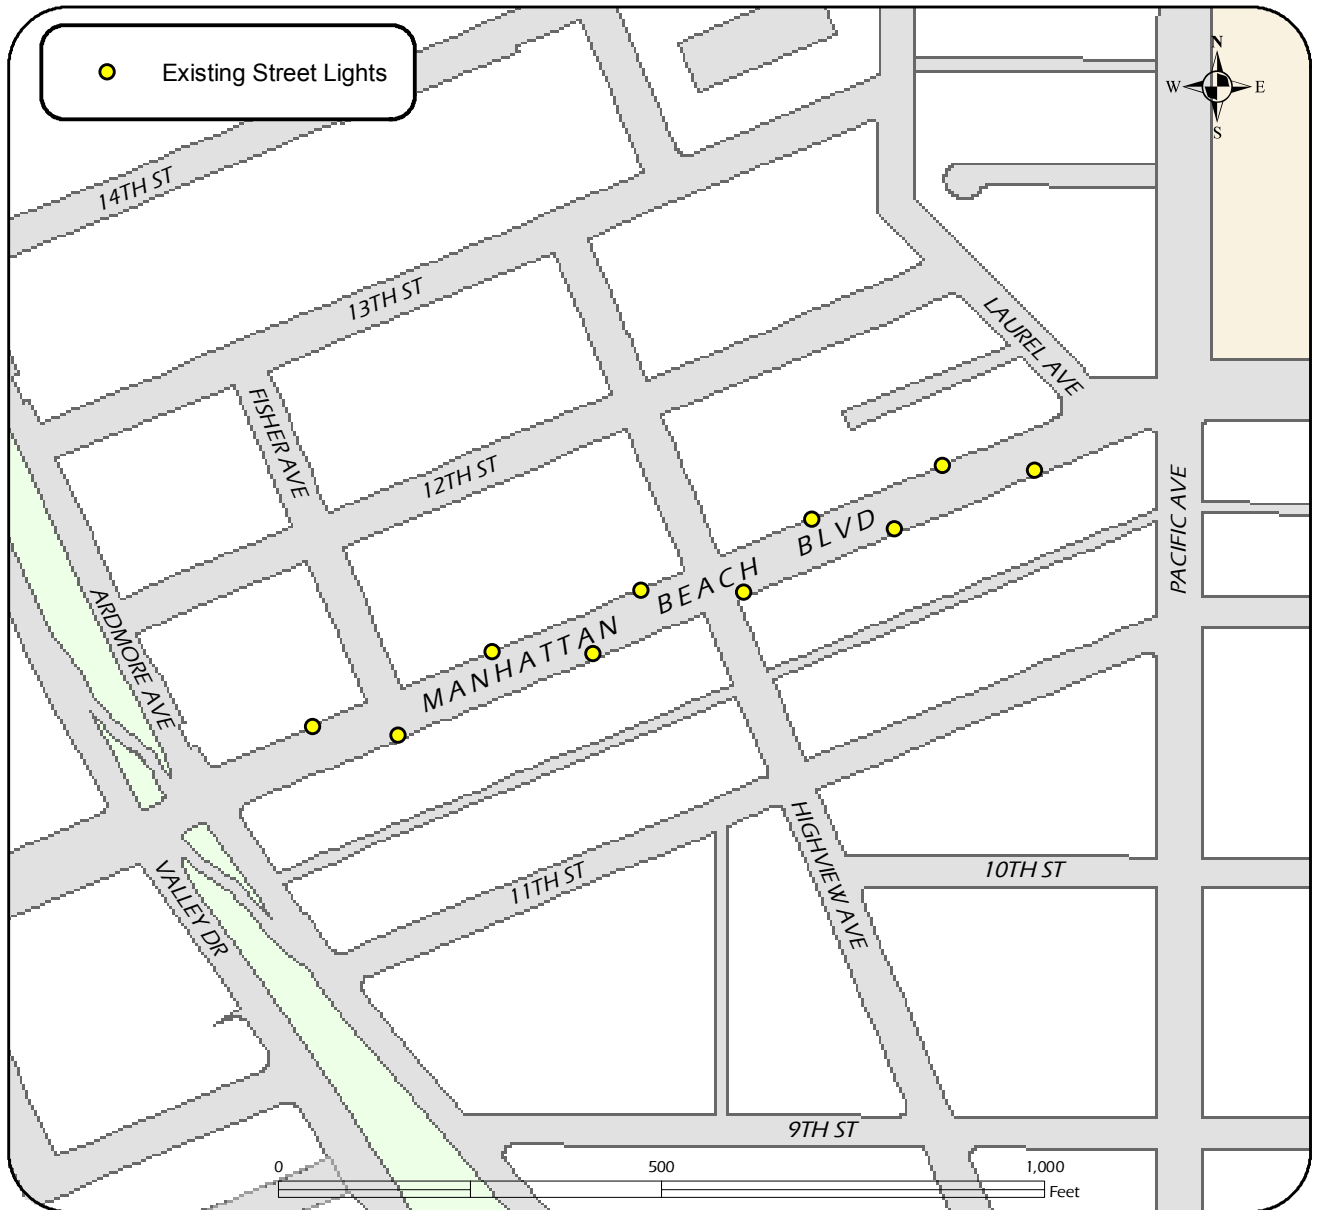 Existing Street Lights
N
W E
S
14TH ST
13TH ST
LAUREL AVE
FISHER AVE
12TH ST
PACIFIC AVE
MANHATTAN BEACH BLVD
ARDMORE AVE
HIGHVIEW AVE
10TH ST
11TH ST
VALLEY DR
9TH ST
0 500 1,000
Feet